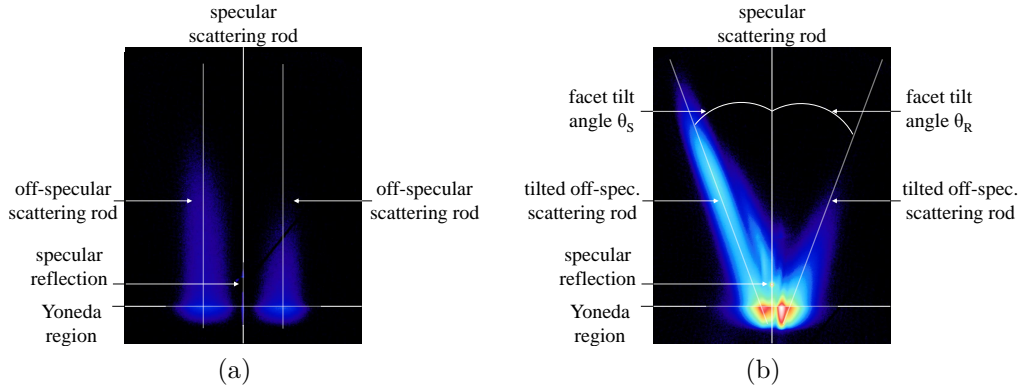 specular
scattering rod
off-specular
scattering rod
off-specular
scattering rod
specular
reflection
Yoneda
region
(a)
specular
scattering rod
facet tilt
angle θS
facet tilt
angle θR
tilted off-spec.
scattering rod
tilted off-spec.
scattering rod
specular
reflection
Yoneda
region
(b)